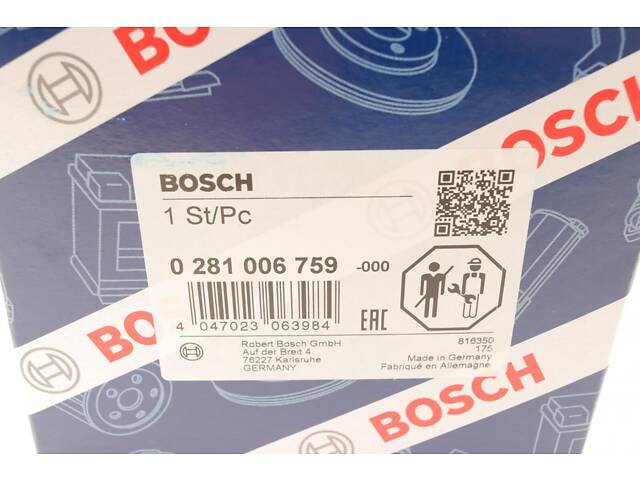 BOSCH
BO
BOSCH
BOSCH
1 St/Pc
0 281 006 759 -000
4 047023 063984
EAC
Robert Bosch GmbH
Auf der Breit 4
76227 Karlsruhe
GERMANY
816350
175
Made in Germany
Fabriqué en Allemagne
BOSCH